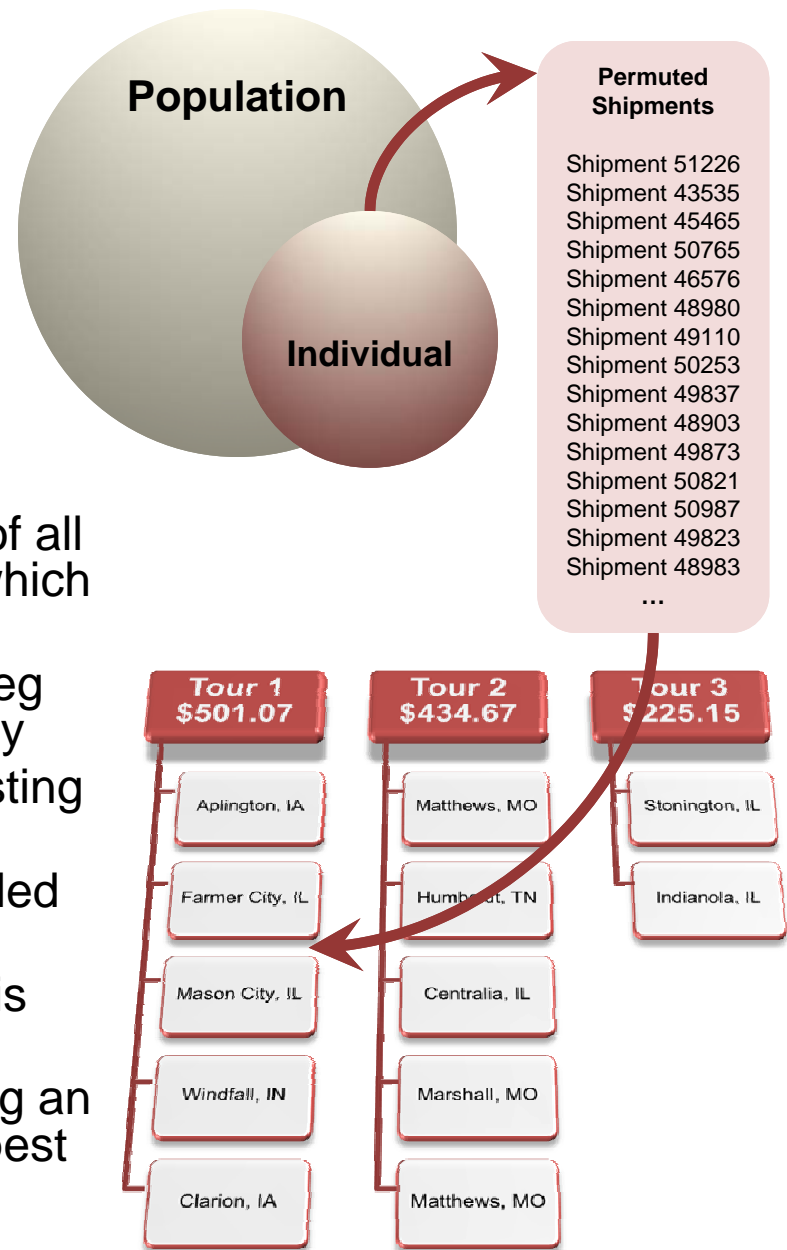 Population
Individual
Permuted
Shipments
Shipment 51226
Shipment 43535
Shipment 45465
Shipment 50765
Shipment 46576
Shipment 48980
Shipment 49110
Shipment 50253
Shipment 49837
Shipment 48903
Shipment 49873
Shipment 50821
Shipment 50987
Shipment 49823
Shipment 48983
...
of all
which
eg
y
sting
led
is
g an
best
Tour 1
$501.07
Aplington, IA
Farmer City, IL
Mason City, IL
Windfall, IN
Clarion, IA
Tour 2
$434.67
Matthews, MO
Humboldt, TN
Centralia, IL
Marshall, MO
Matthews, MO
Tour 3
$225.15
Stonington, IL
Indianola, IL